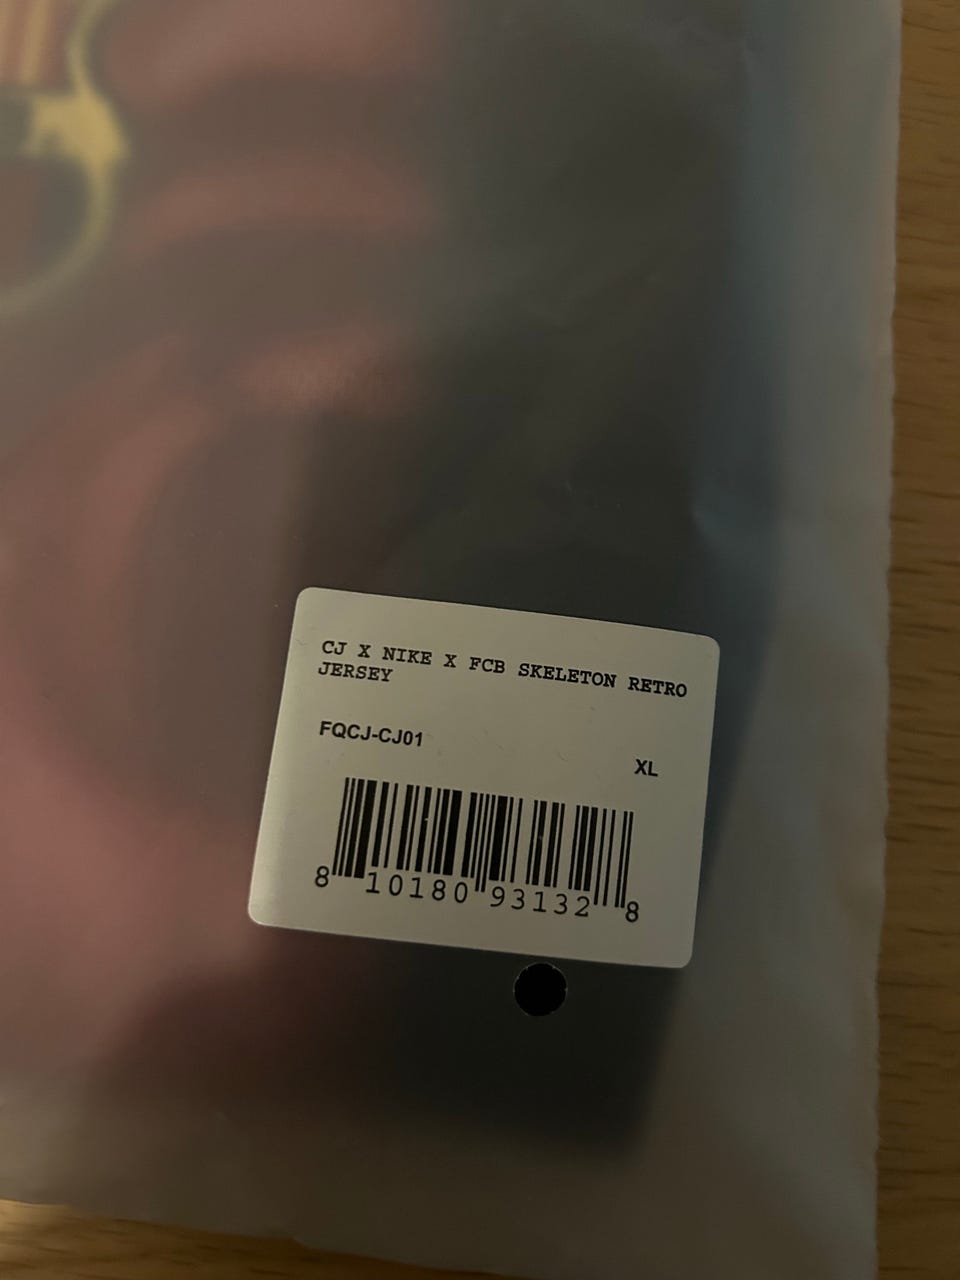 CJ X NIKE X FCB SKELETON RETRO
JERSEY
FQCJ-CJ01
XL
8 10180 93132 8